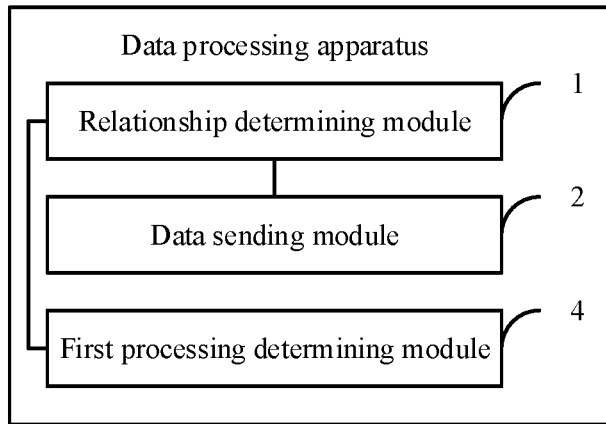 Data processing apparatus
Relationship determining module
1
Data sending module
2
First processing determining module
4